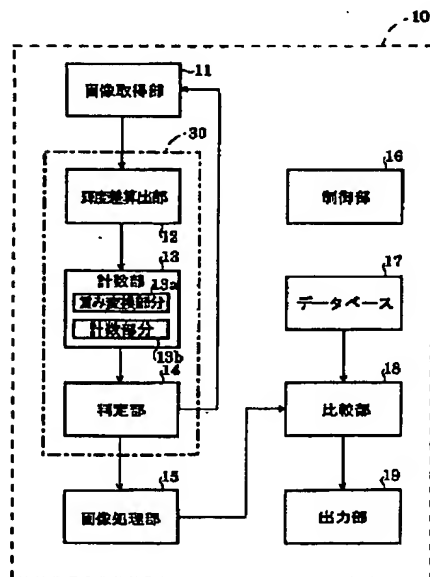 10
11
画像取得部
30
輝度差算出部
12
13
計数部
13a
重み変換部分
計数部分
13b
14
判定部
15
画像処理部
16
制御部
17
データベース
18
比較部
19
出力部